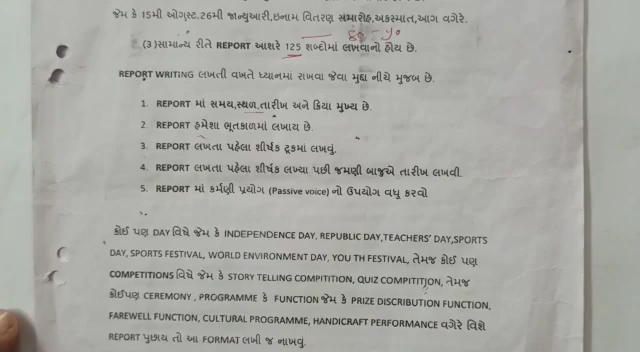 જેમ કે 15મી ઓગસ્ટ,26મી જાન્યુઆરી,ઇનામ વિતરણ સમારોહ,અકસ્માત,આગ વગેરે.
(3)સામાન્ય રીતે REPORT આશરે 125 શબ્દોમાં લખવાનો હોય છે.
REPORT WRITING લખતી વખતે ધ્યાનમાં રાખવા જેવા મુદ્દા નીચે મુજબ છે.
1. REPORT માં સમય,સ્થળ,તારીખ અને ક્રિયા મુખ્ય છે.
2. REPORT હમેશા ભૂતકાળમાં લખાય છે.
3. REPORT લખતા પહેલા શીર્ષક ટૂકમાં લખવું.
4. REPORT લખતા પહેલા શીર્ષક લખ્યા પછી જમણી બાજુએ તારીખ લખવી.
5. REPORT માં કર્મણી પ્રયોગ (Passive voice) નો ઉપયોગ વધુ કરવો
કોઈ પણ DAY વિષે જેમ કે INDEPENDENCE DAY, REPUBLIC DAY,TEACHERS' DAY,SPORTS
DAY, SPORTS FESTIVAL, WORLD ENVIRONMENT DAY, YOU TH FESTIVAL, તેમજ કોઈ પણ
COMPETITIONS વિષે જેમ કે STORY TELLING COMPITITION, QUIZ COMPITITION, તેમજ
કોઈપણ CEREMONY , PROGRAMME કે FUNCTION જેમ કે PRIZE DISCRIBUTION FUNCTION,
FAREWELL FUNCTION, CULTURAL PROGRAMME, HANDICRAFT PERFORMANCE વગેરે વિશે
REPORT પુછાય તો આ FORMAT લખી જ નાખવું.